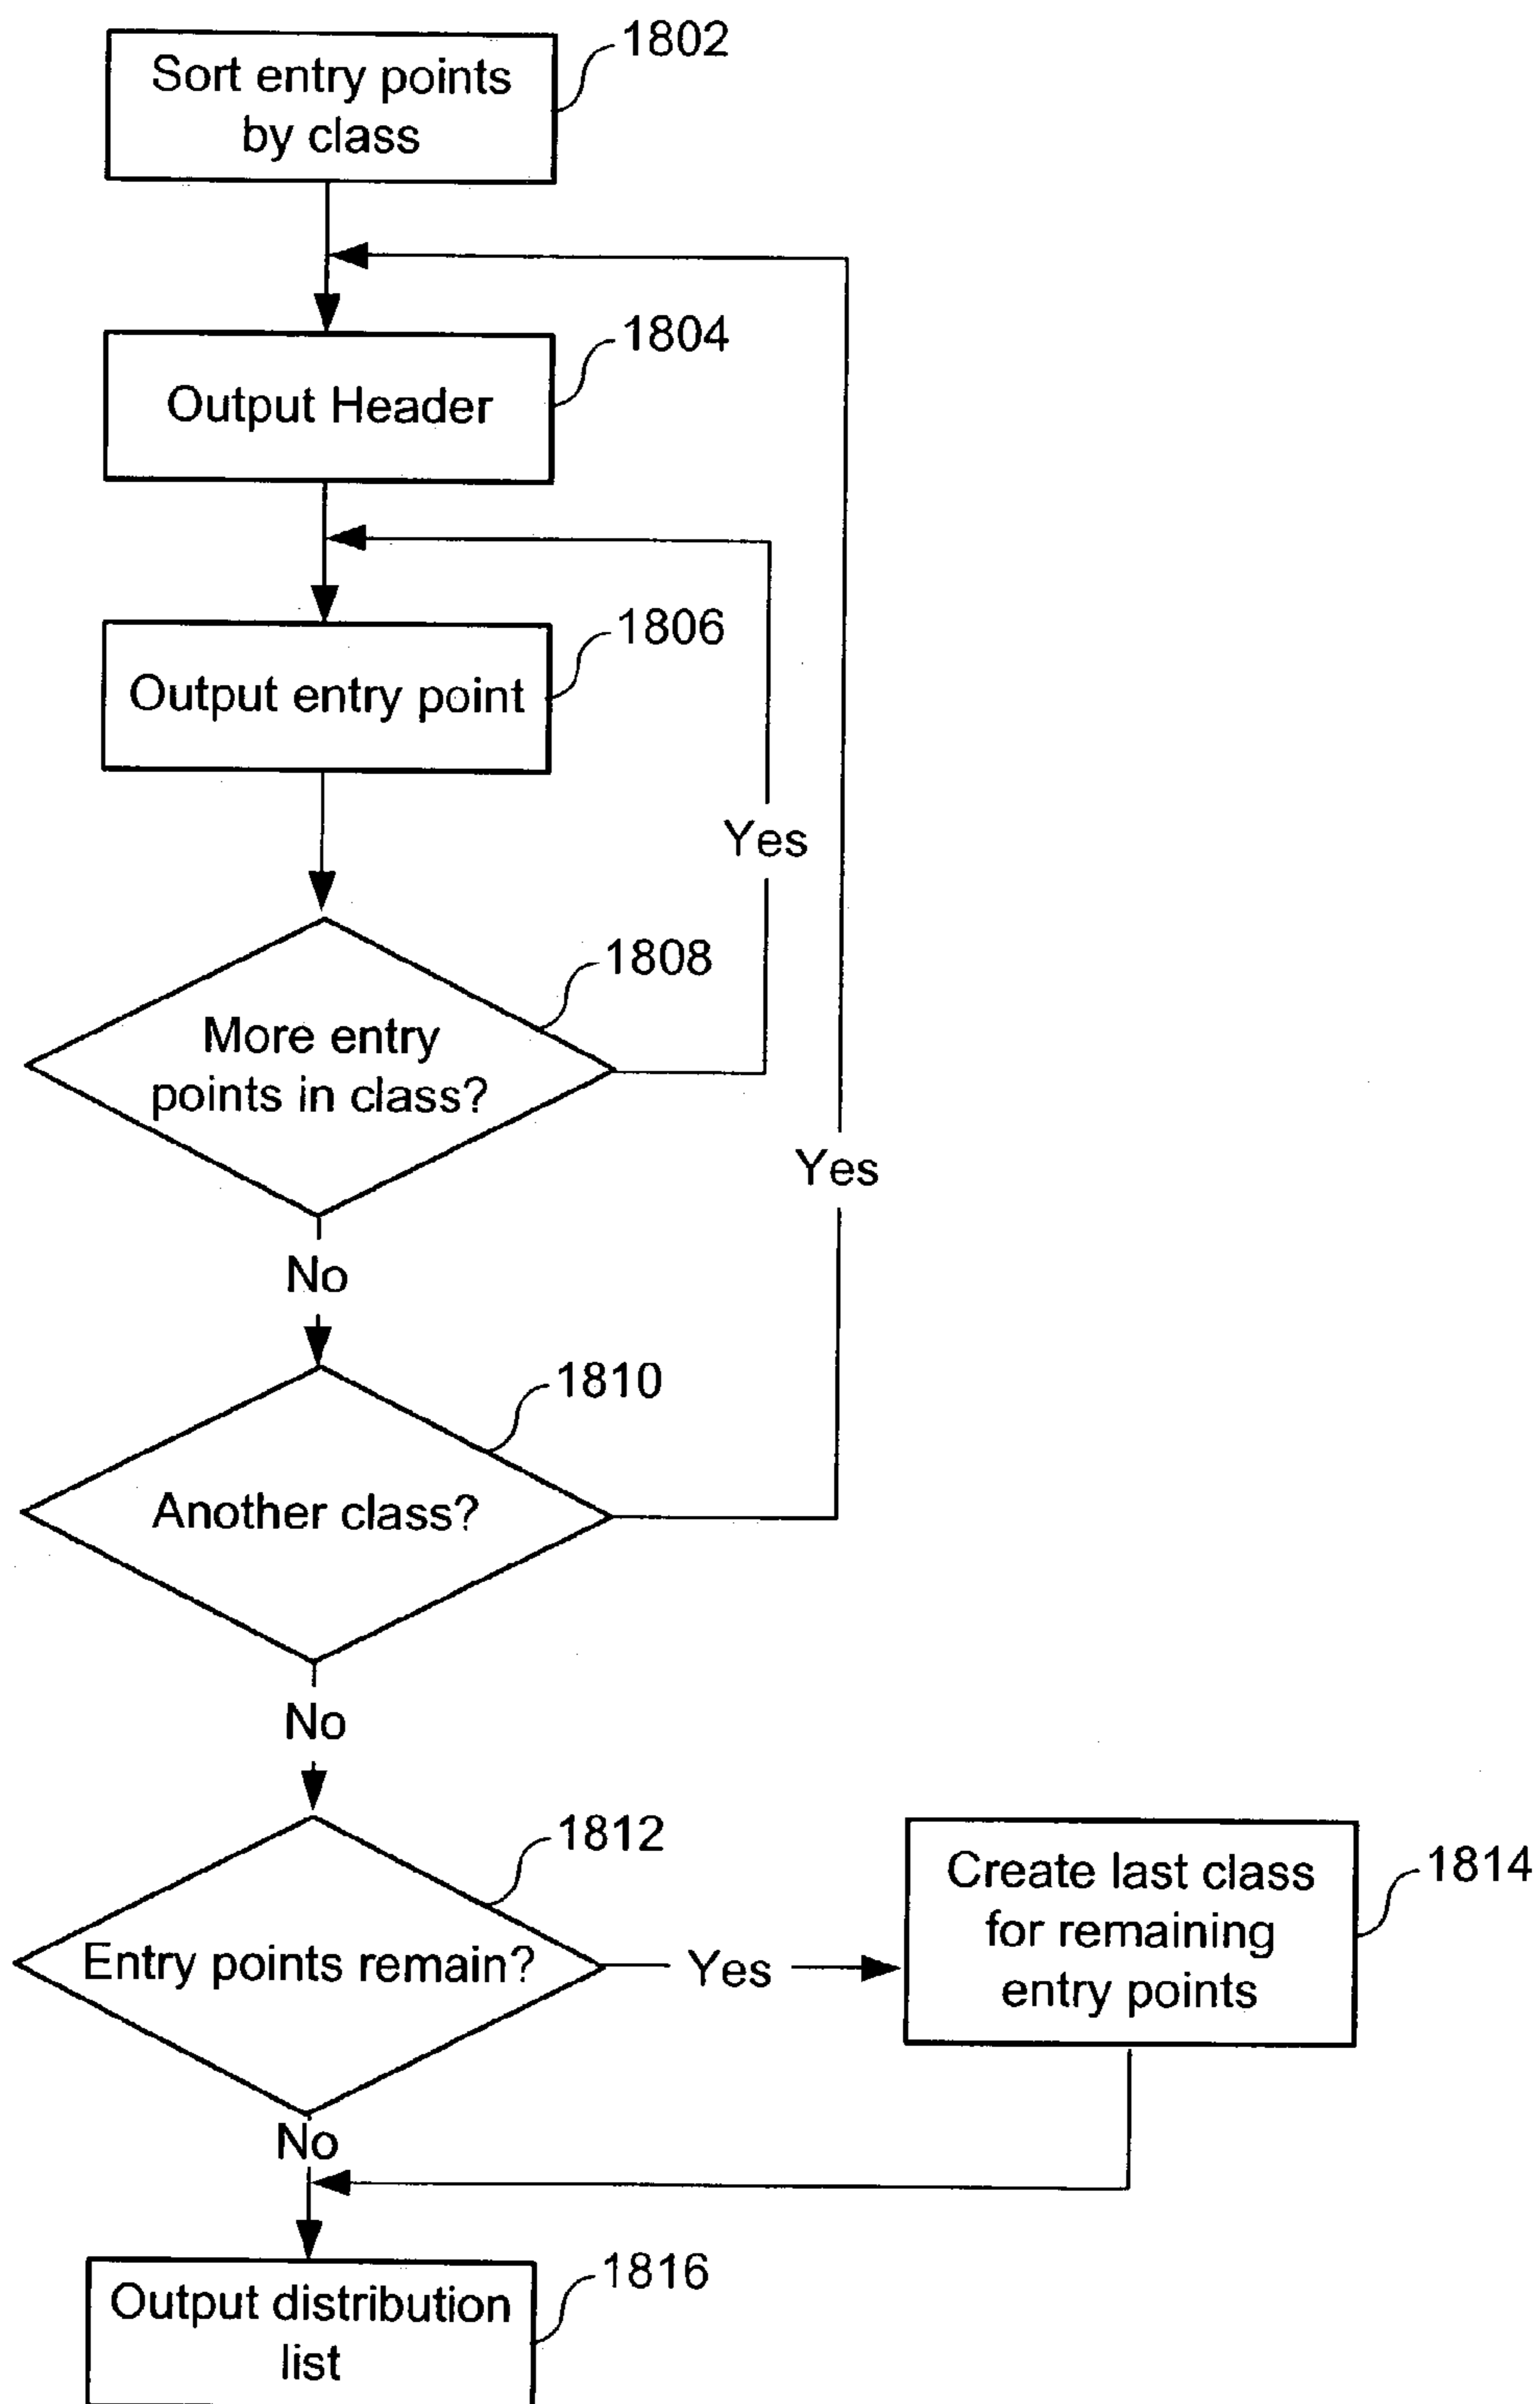 1802
Sort entry points
by class
1804
Output Header
1806
Output entry point
Yes
1808
More entry
points in class?
Yes
No
1810
Another class?
No
1812
Entry points remain?
Yes
Create last class
for remaining
entry points
1814
No
1816
Output distribution
list